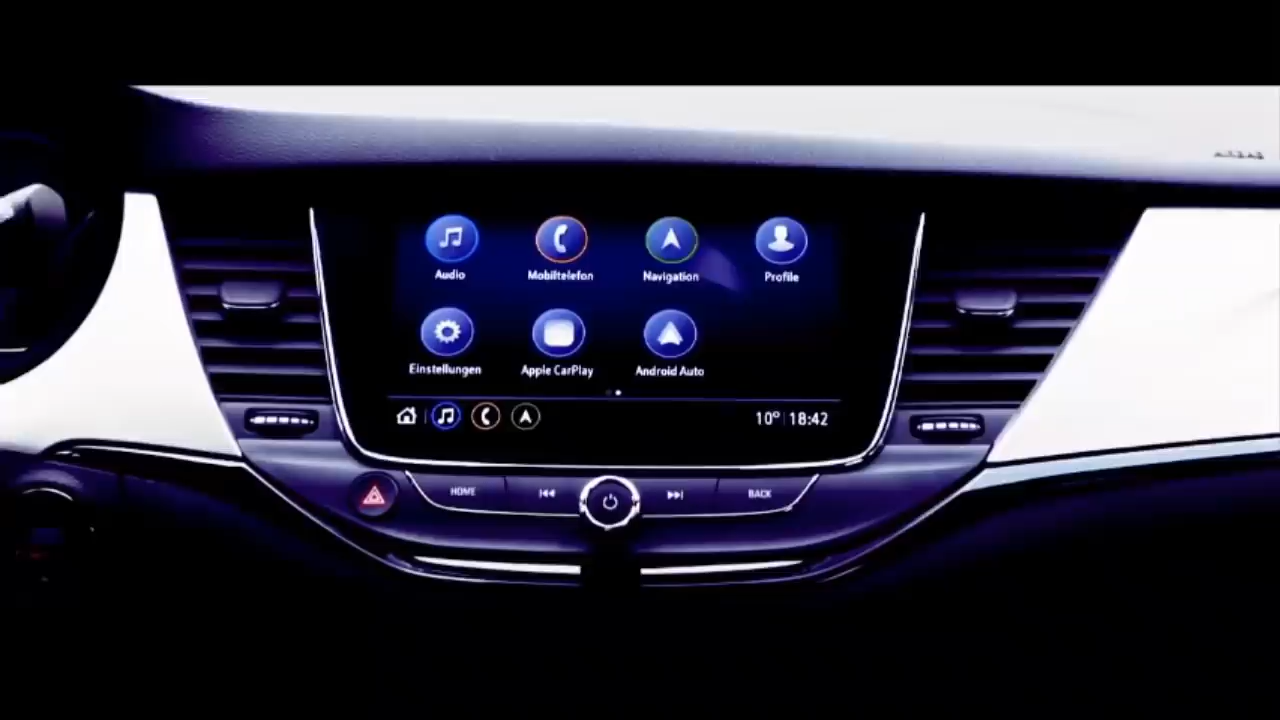 Audio
Mobiltelefon
Navigation
Profile
Einstellungen
Apple CarPlay
Android Auto
10° 18:42
HOME
BACK